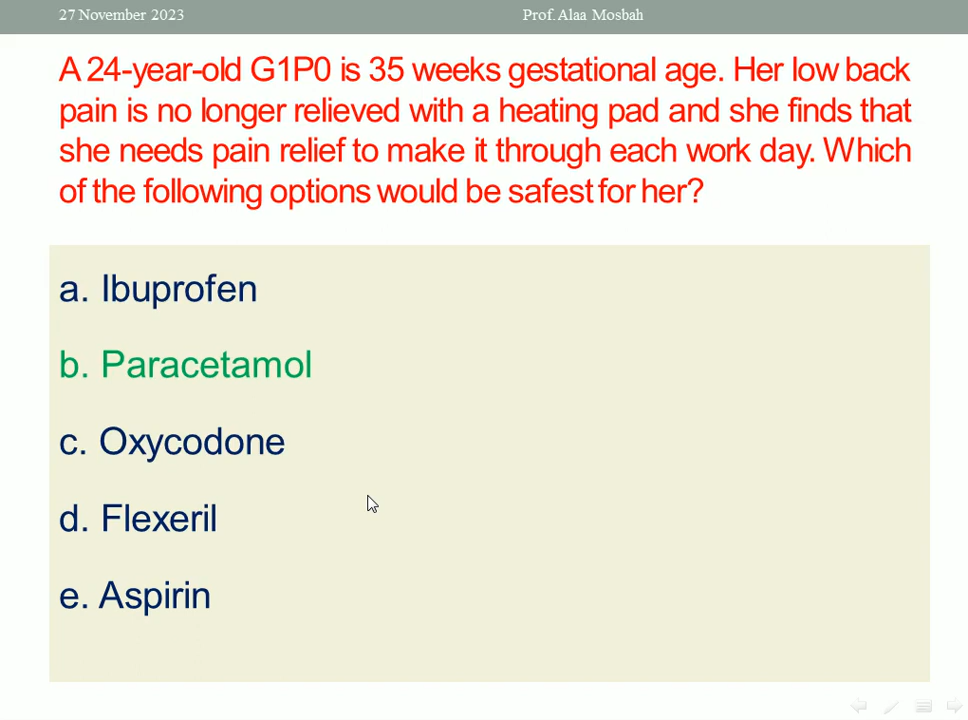 27 November 2023 Prof. Alaa Mosbah
A 24-year-old G1P0 is 35 weeks gestational age. Her low back
pain is no longer relieved with a heating pad and she finds that
she needs pain relief to make it through each work day. Which
of the following options would be safest for her?
a. Ibuprofen
b. Paracetamol
c. Oxycodone
d. Flexeril
e. Aspirin